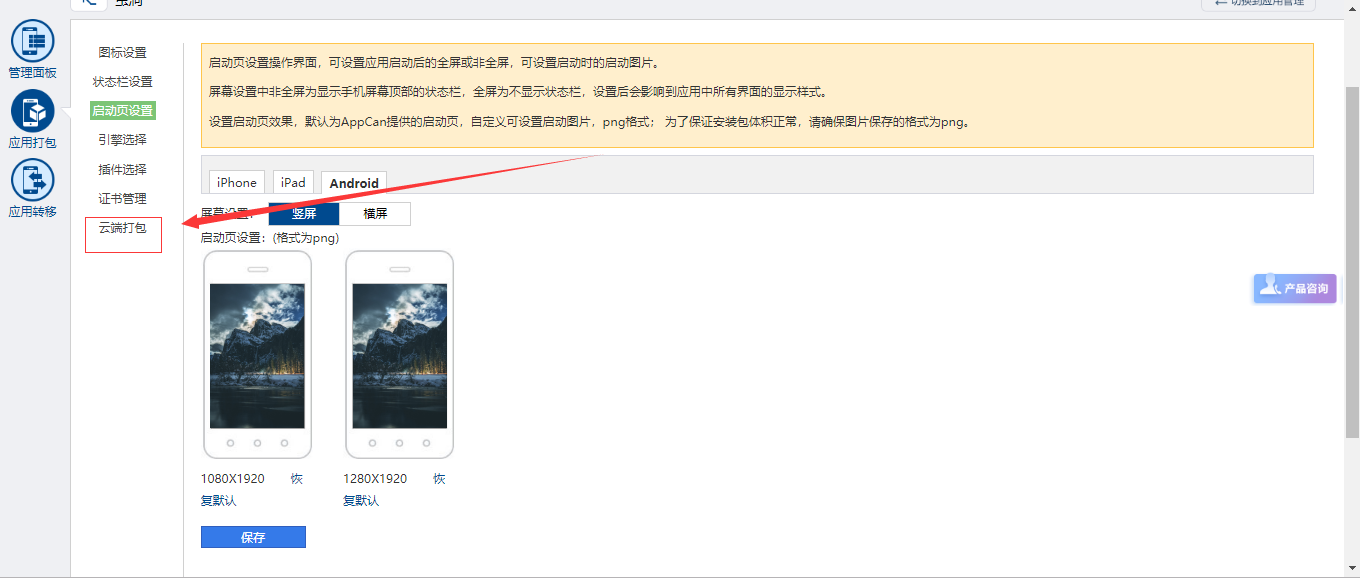 切换到应用管理
管理面板
应用打包
应用转移
图标设置
状态栏设置
启动页设置
引擎选择
插件选择
证书管理
云端打包
启动页设置操作界面，可设置应用启动后的全屏或非全屏，可设置启动时的启动图片。
屏幕设置中非全屏为显示手机屏幕顶部的状态栏，全屏为不显示状态栏，设置后会影响到应用中所有界面的显示样式。
设置启动页效果，默认为AppCan提供的启动页，自定义可设置启动图片，png格式； 为了保证安装包体积正常，请确保图片保存的格式为png。
iPhone iPad Android
屏幕设置： 竖屏 横屏
启动页设置：(格式为png)
1080X1920 恢
复默认
1280X1920 恢
复默认
保存
产品咨询